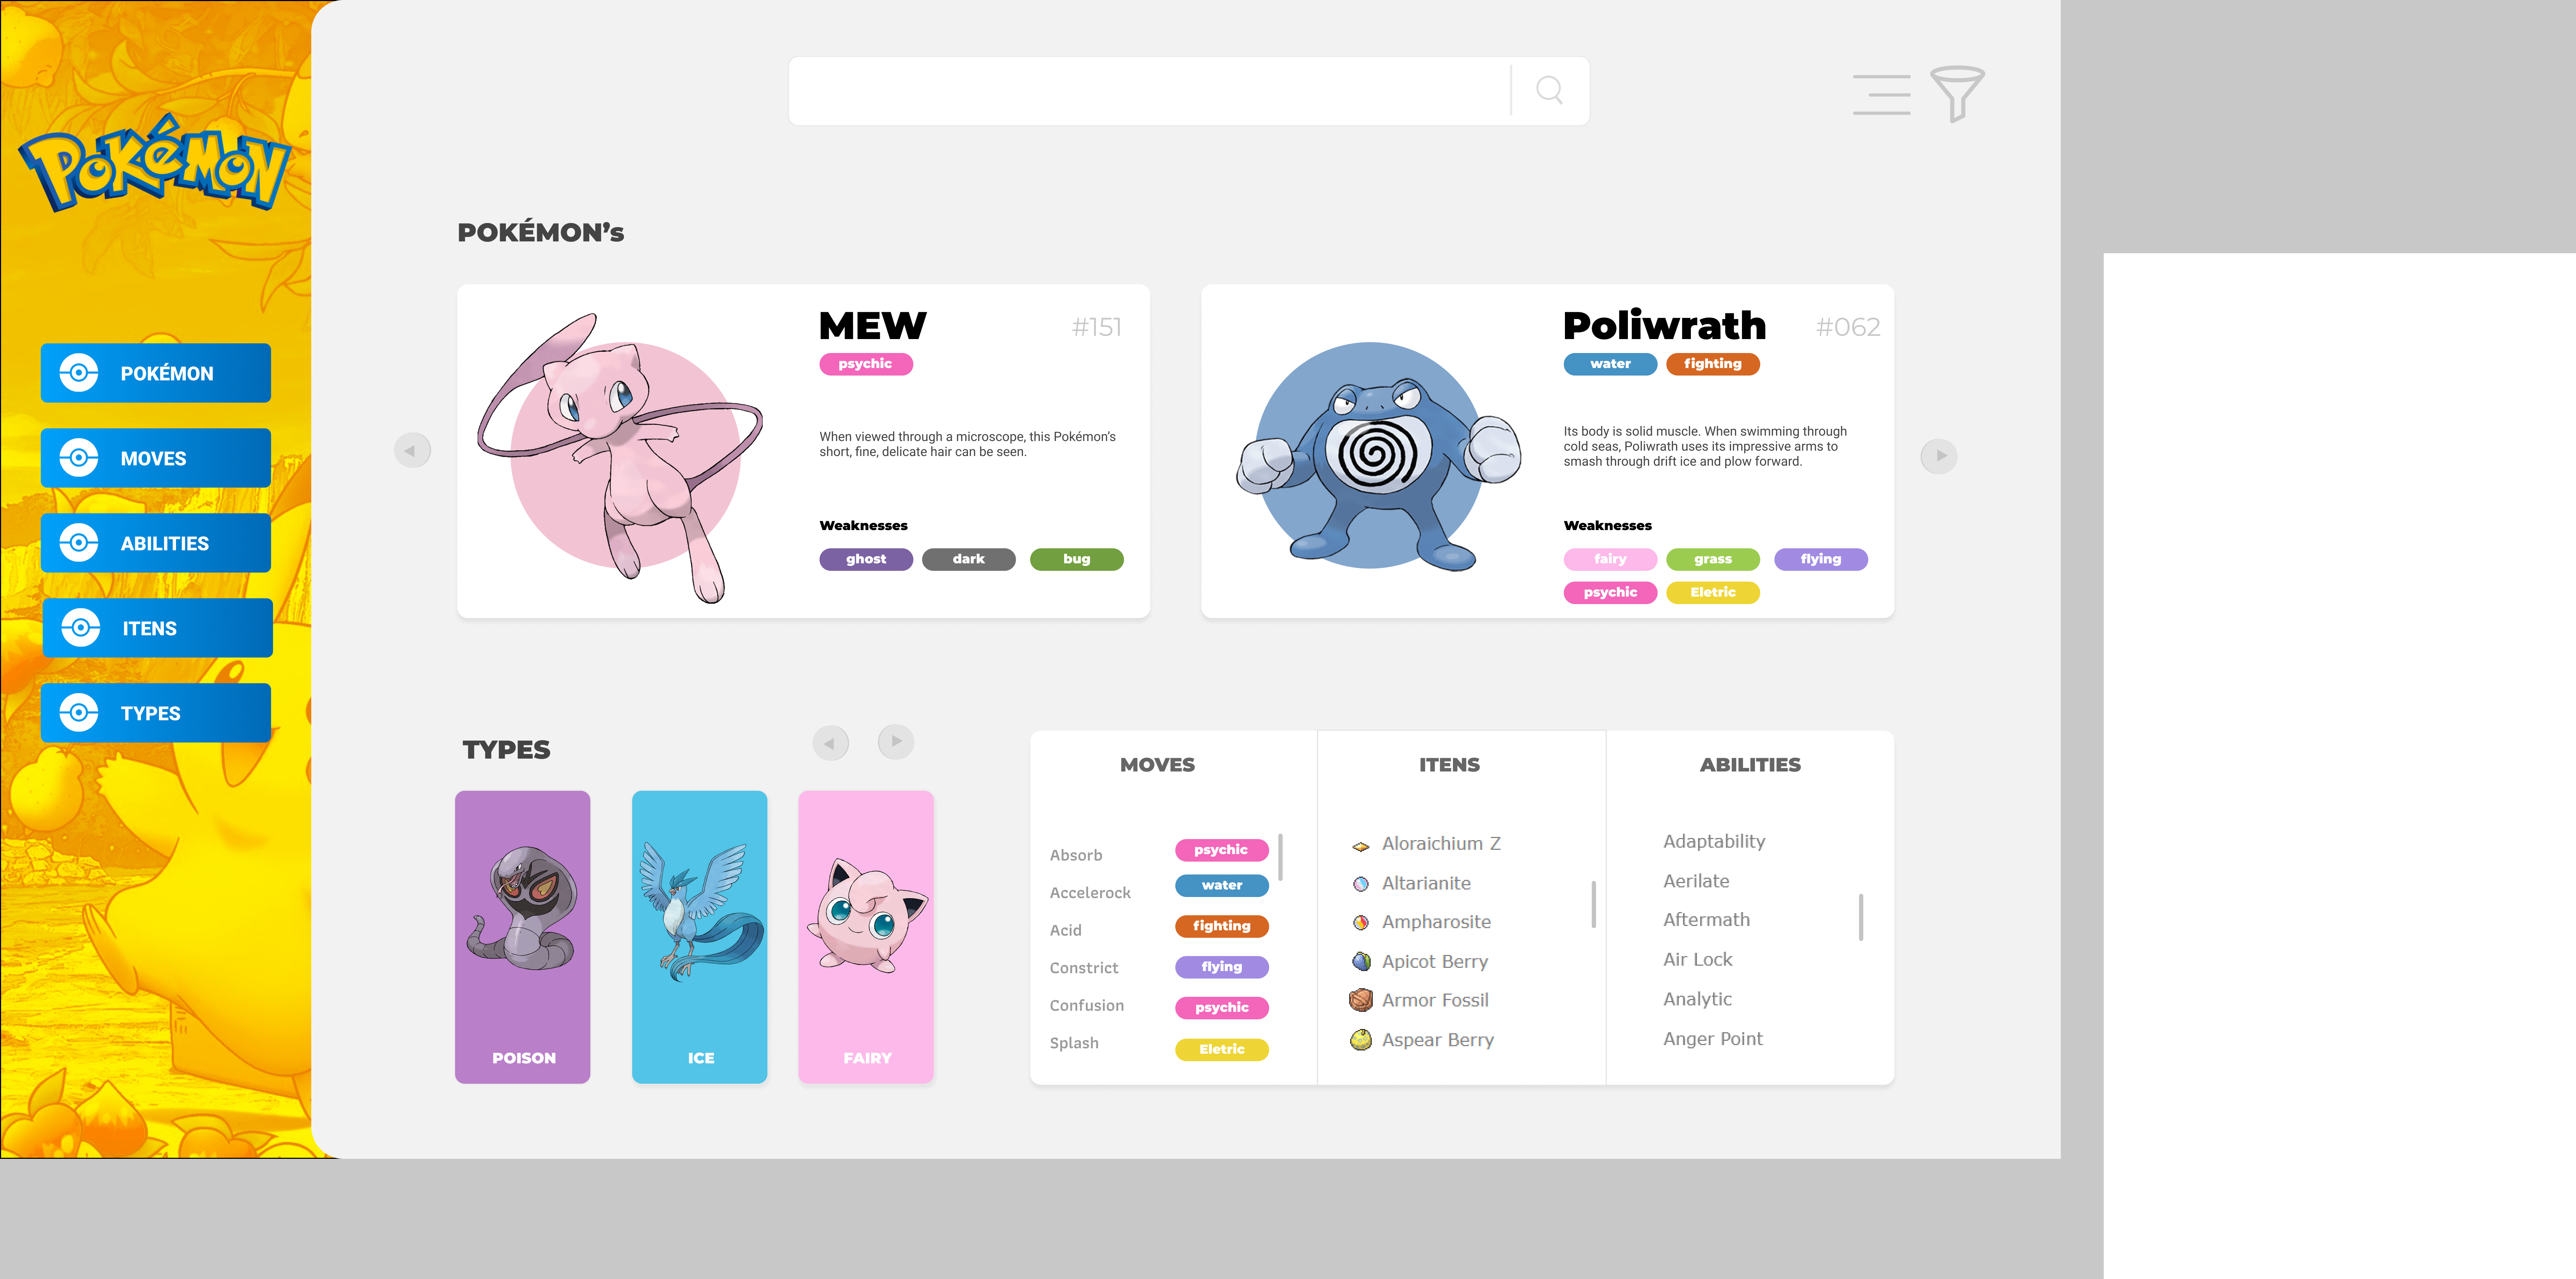 POKÉMON
POKÉMON
MOVES
ABILITIES
ITENS
TYPES
POKÉMON’s
MEW
#151
psychic
When viewed through a microscope, this Pokémon’s
short, fine, delicate hair can be seen.
Weaknesses
ghost dark bug
Poliwrath
#062
water fighting
Its body is solid muscle. When swimming through
cold seas, Poliwrath uses its impressive arms to
smash through drift ice and plow forward.
Weaknesses
fairy grass flying
psychic Eletric
TYPES
POISON
ICE
FAIRY
MOVES
Absorb psychic
Accelerock water
Acid fighting
Constrict flying
Confusion psychic
Splash Eletric
ITENS
Aloraichium Z
Altarianite
Ampharosite
Apicot Berry
Armor Fossil
Aspear Berry
ABILITIES
Adaptability
Aerilate
Aftermath
Air Lock
Analytic
Anger Point